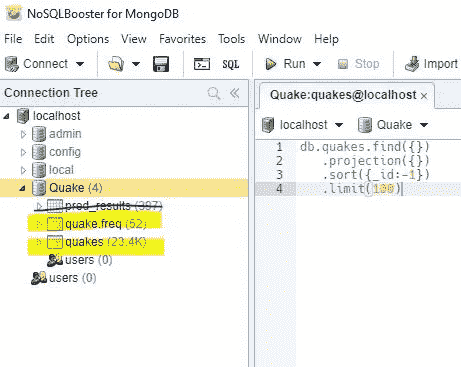 NoSQLBooster for MongoDB
File Edit Options View Favorites Tools Window Help
Connect SQL Run Stop Import
Connection Tree
localhost
admin
config
local
Quake (4)
pred_results (397)
quake.freq (52)
quakes (23.4K)
users (0)
users (0)
Quake:quakes@localhost ×
localhost Quake
1 db.quakes.find({})
2 .projection({})
3 .sort({_id:-1})
4 .limit(100)